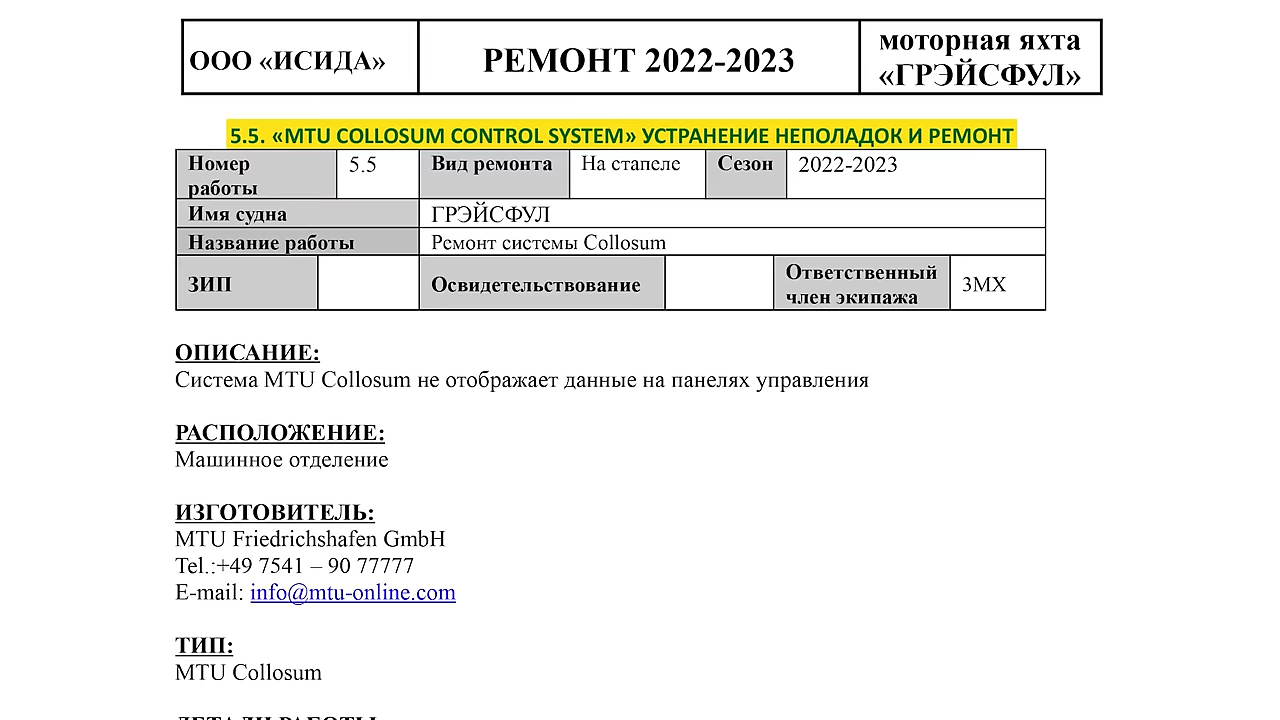 ООО «ИСИДА»
РЕМОНТ 2022-2023
моторная яхта
«ГРЭЙСФУЛ»
5.5. «MTU COLLOSUM CONTROL SYSTEM» УСТРАНЕНИЕ НЕПОЛАДОК И РЕМОНТ
Номер работы 5.5 Вид ремонта На стапеле Сезон 2022-2023
Имя судна ГРЭЙСФУЛ
Название работы Ремонт системы Collosum
ЗИП Освидетельствование Ответственный член экипажа 3МХ
ОПИСАНИЕ:
Система MTU Collosum не отображает данные на панелях управления
РАСПОЛОЖЕНИЕ:
Машинное отделение
ИЗГОТОВИТЕЛЬ:
MTU Friedrichshafen GmbH
Tel.:+49 7541 – 90 77777
E-mail: info@mtu-online.com
ТИП:
MTU Collosum
ДЕТАЛИ РАБОТЫ